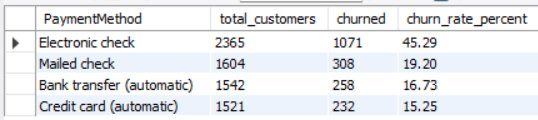 PaymentMethod total_customers churned churn_rate_percent
Electronic check 2365 1071 45.29
Mailed check 1604 308 19.20
Bank transfer (automatic) 1542 258 16.73
Credit card (automatic) 1521 232 15.25